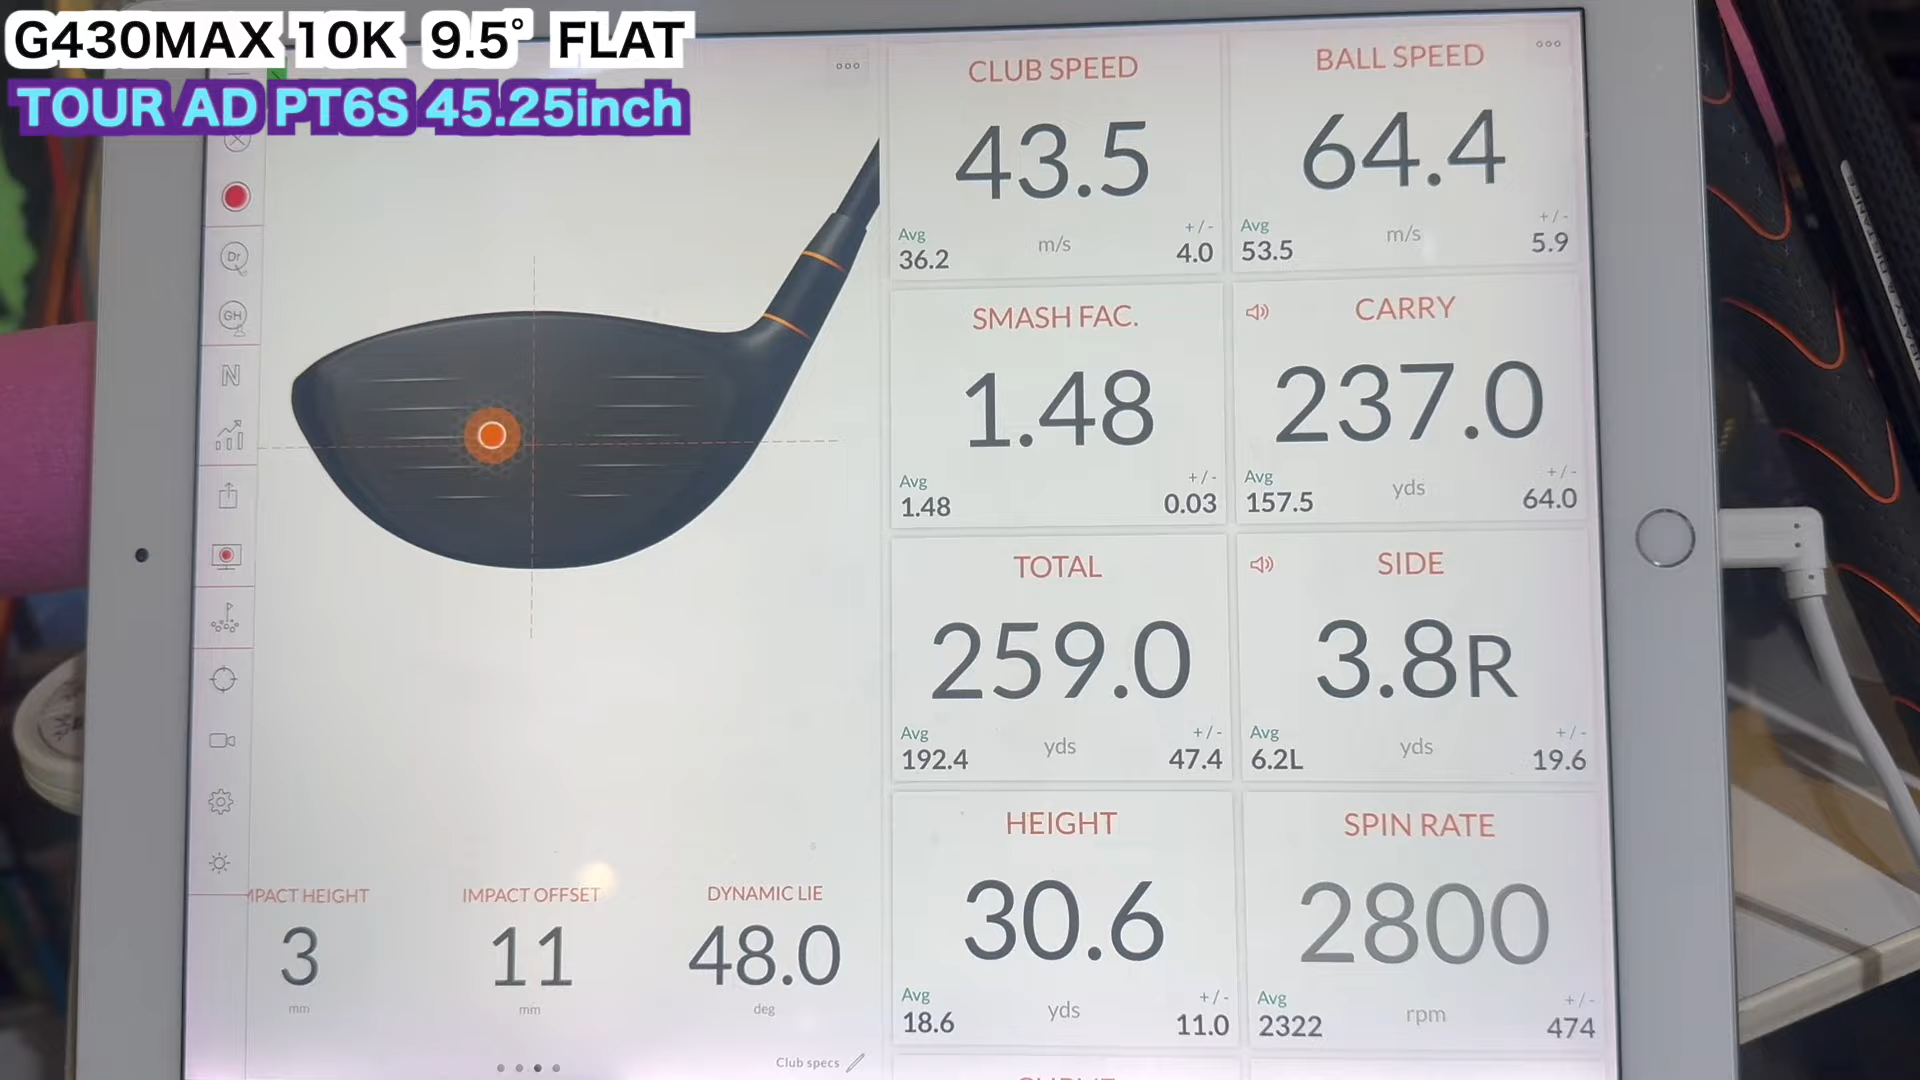 G430MAX 10K 9.5° FLAT
TOUR AD PT6S 45.25inch
Dr
GH
N
MPACT HEIGHT
3
mm
IMPACT OFFSET
11
mm
DYNAMIC LIE
48.0
deg
Club specs
CLUB SPEED
43.5
Avg
36.2
m/s
+/-
4.0
BALL SPEED
64.4
Avg
53.5
m/s
+/-
5.9
SMASH FAC.
1.48
Avg
1.48
+/-
0.03
CARRY
237.0
Avg
157.5
yds
+/-
64.0
TOTAL
259.0
Avg
192.4
yds
+/-
47.4
SIDE
3.8R
Avg
6.2L
yds
+/-
19.6
HEIGHT
30.6
Avg
18.6
yds
+/-
11.0
SPIN RATE
2800
Avg
2322
rpm
+/-
474